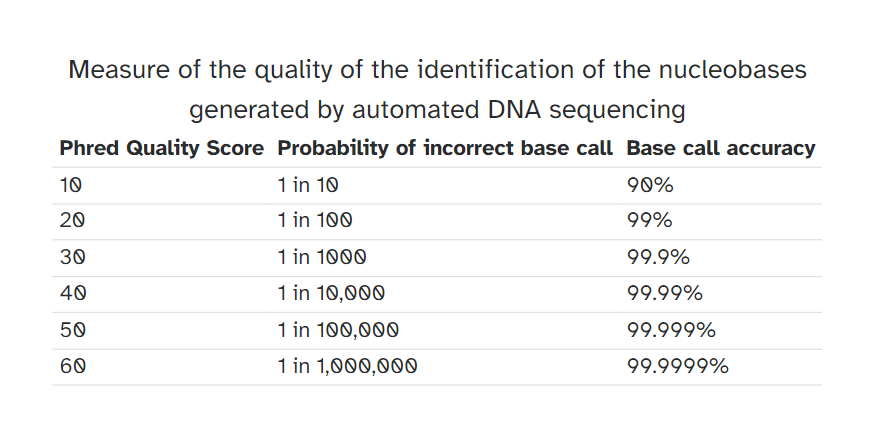 Measure of the quality of the identification of the nucleobases
generated by automated DNA sequencing
Phred Quality Score Probability of incorrect base call Base call accuracy
10 1 in 10 90%
20 1 in 100 99%
30 1 in 1000 99.9%
40 1 in 10,000 99.99%
50 1 in 100,000 99.999%
60 1 in 1,000,000 99.9999%